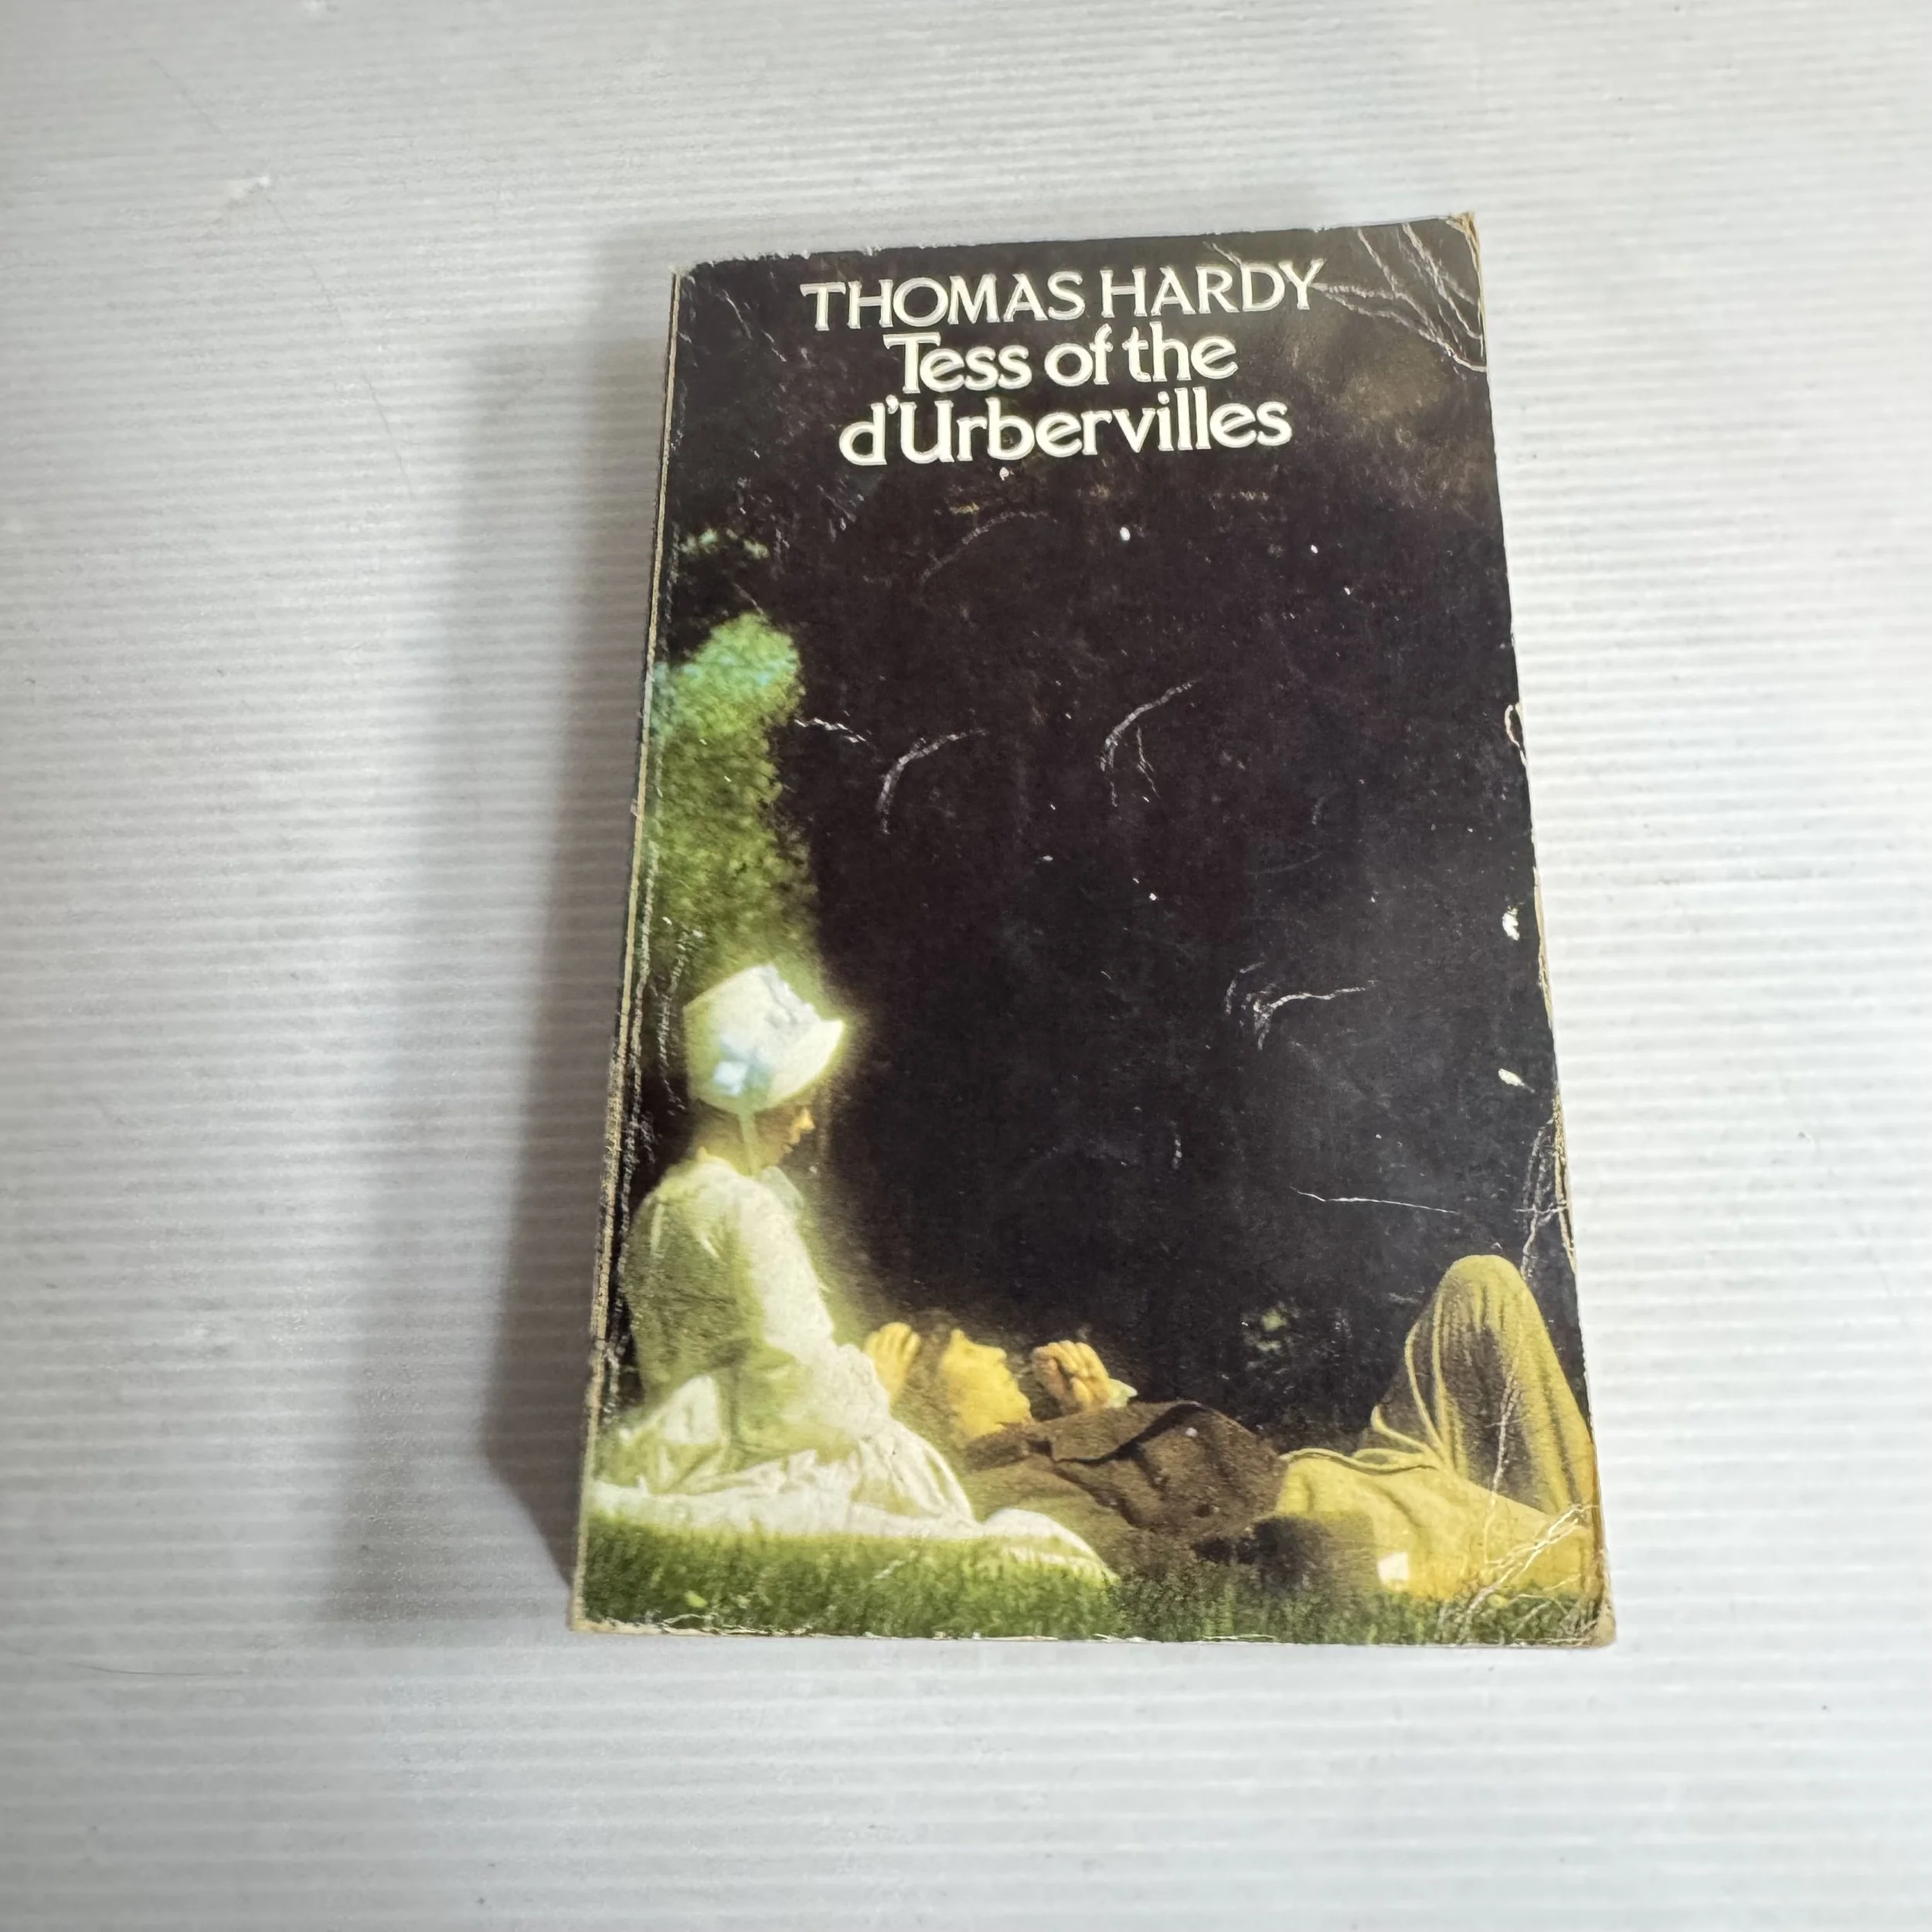 THOMAS HARDY
Tess of the
d'Urbervilles